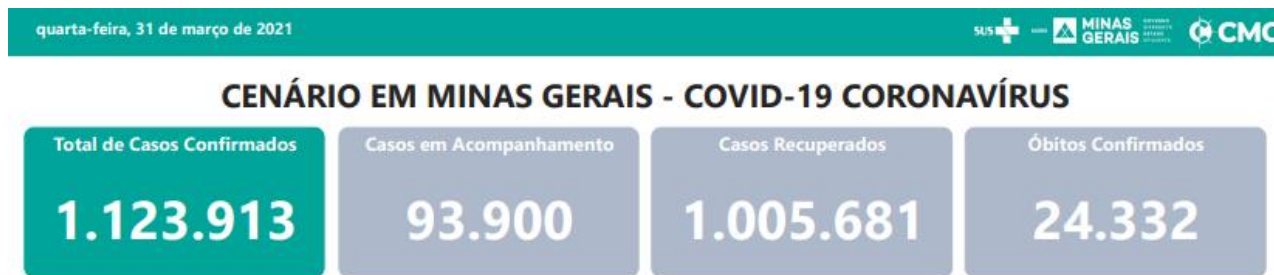 quarta-feira, 31 de março de 2021
SUS
MINAS
GERAIS
CMC
CENÁRIO EM MINAS GERAIS - COVID-19 CORONAVÍRUS
Total de Casos Confirmados
Casos em Acompanhamento
Casos Recuperados
Óbitos Confirmados
1.123.913
93.900
1.005.681
24.332